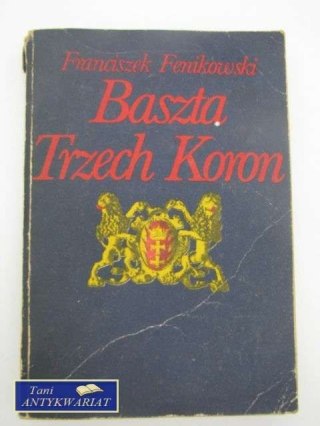 Franciszek Fenikowski
Baszta
Trzech Koron
Tani
ANTYKWARIAT